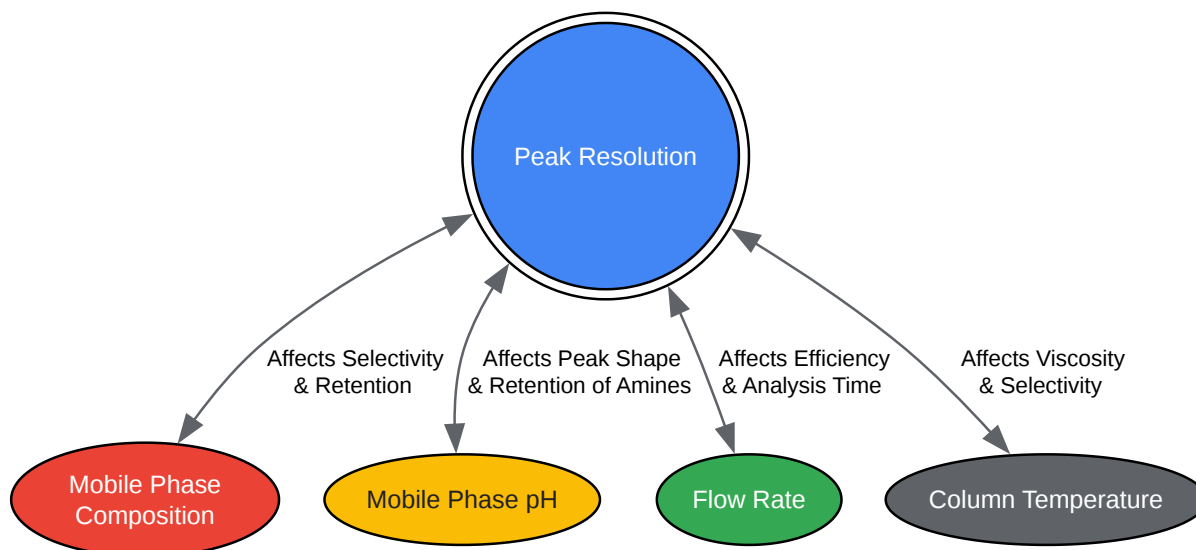 Peak Resolution
Affects Selectivity
& Retention
Affects Peak Shape
& Retention of Amines
Affects Efficiency
& Analysis Time
Affects Viscosity
& Selectivity
Mobile Phase
Composition
Mobile Phase pH
Flow Rate
Column Temperature